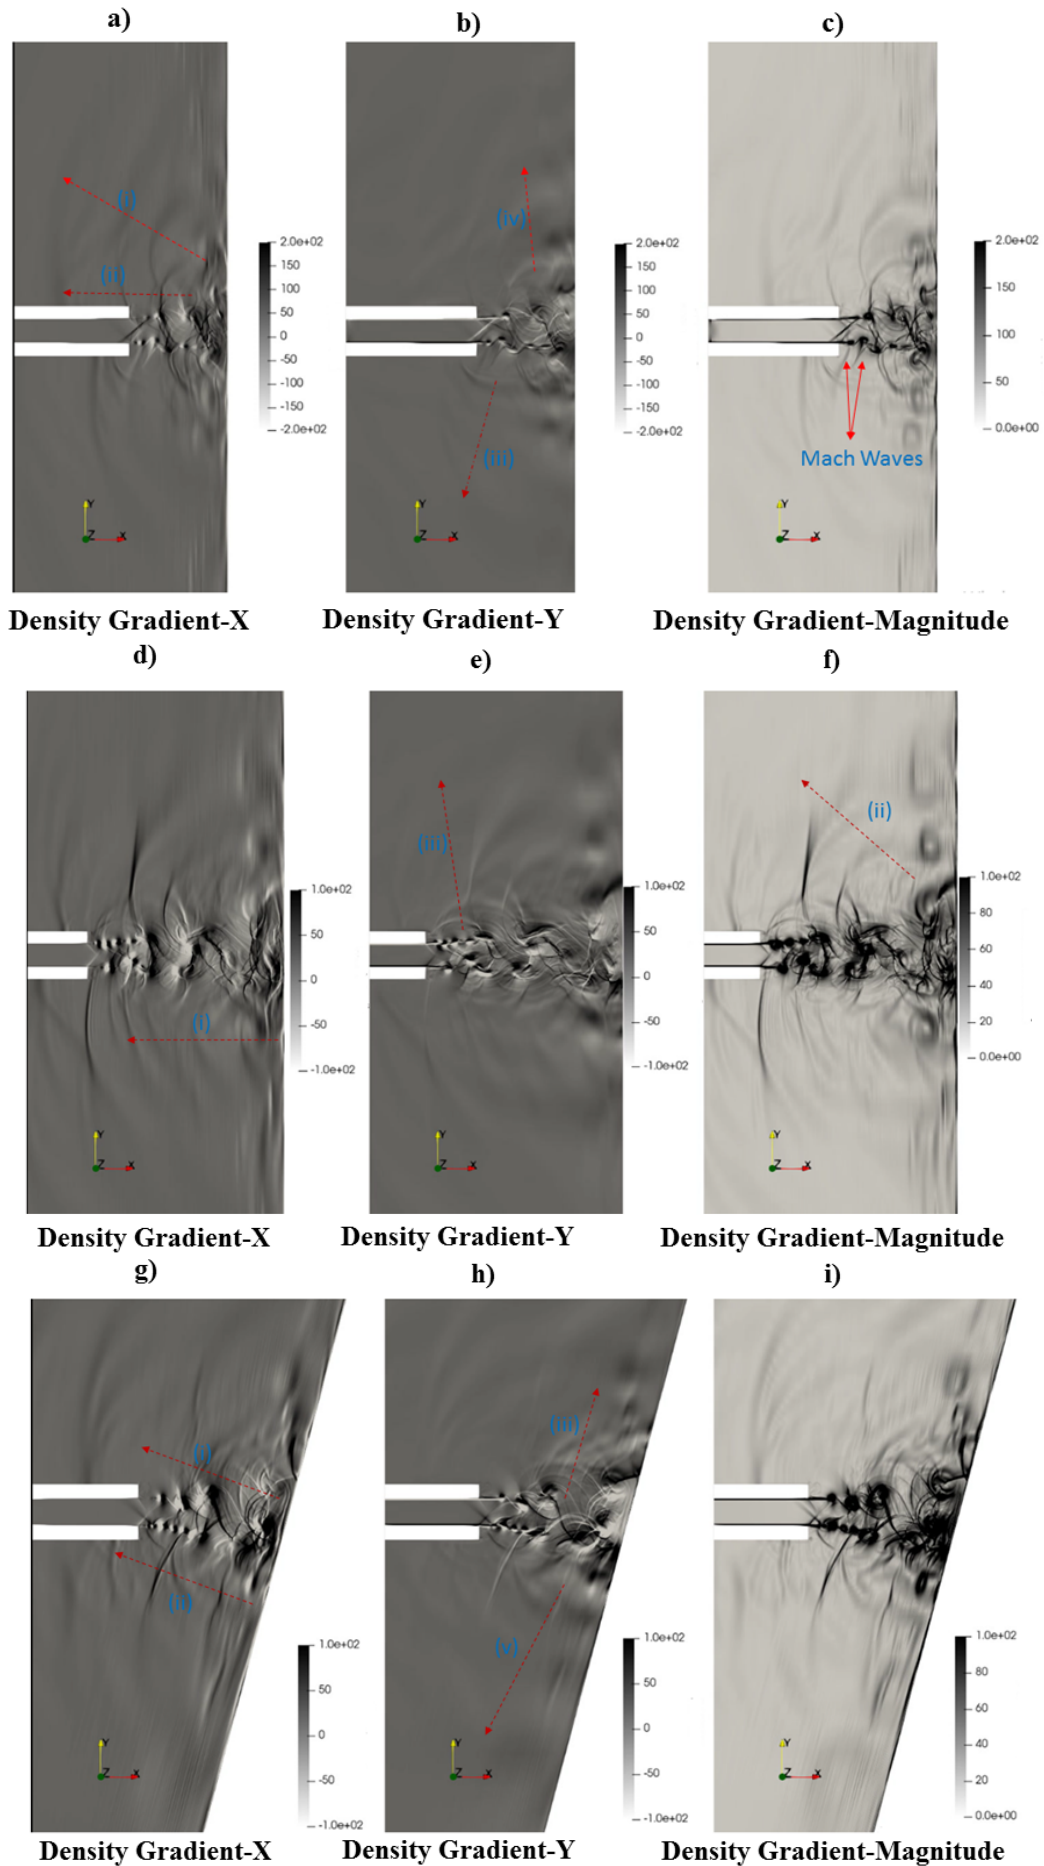 a)
b)
c)
(i)
(ii)
2.0e+02
150
100
50
0
-50
-100
-150
-2.0e+02
Y
Z
X
(iv)
(iii)
2.0e+02
150
100
50
0
-50
-100
-150
-2.0e+02
Y
Z
X
Mach Waves
2.0e+02
150
100
50
0.0e+00
Y
Z
X
Density Gradient-X
Density Gradient-Y
Density Gradient-Magnitude
d)
e)
f)
(i)
1.0e+02
50
0
-50
-1.0e+02
Y
Z
X
(iii)
1.0e+02
50
0
-50
-1.0e+02
Y
Z
X
(ii)
1.0e+02
80
60
40
20
0.0e+00
Y
Z
X
Density Gradient-X
Density Gradient-Y
Density Gradient-Magnitude
g)
h)
i)
(i)
(ii)
1.0e+02
50
0
-50
-1.0e+02
Y
Z
X
(iii)
(v)
1.0e+02
50
0
-50
-1.0e+02
Y
Z
X
1.0e+02
80
60
40
20
0.0e+00
Y
Z
X
Density Gradient-X
Density Gradient-Y
Density Gradient-Magnitude